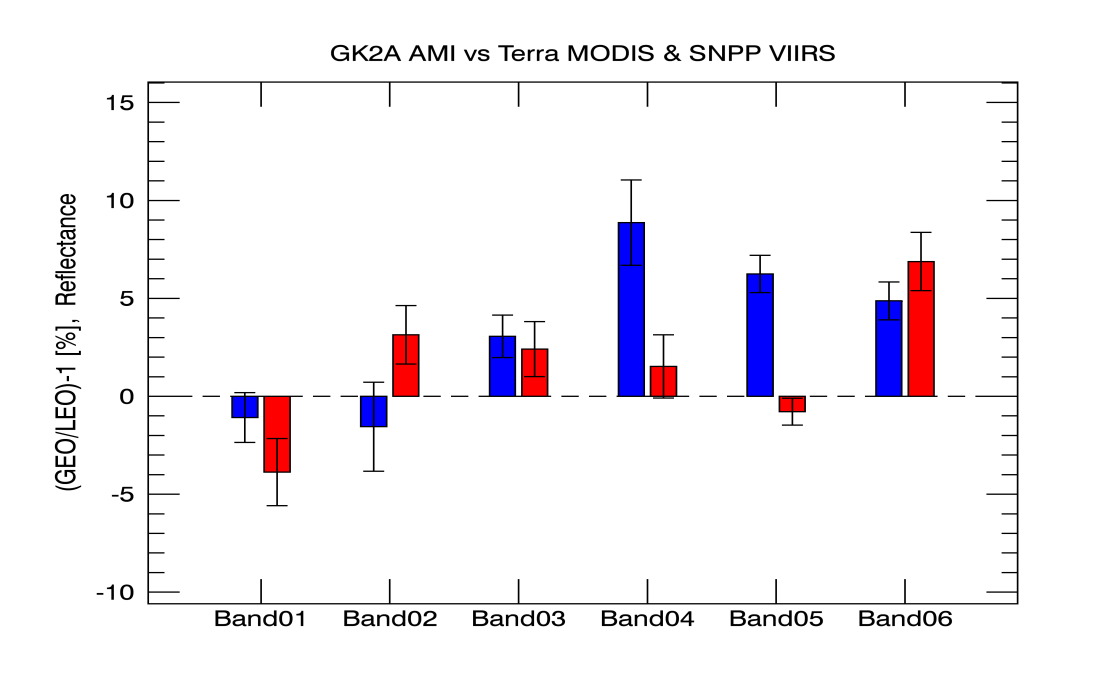 GK2A AMI vs Terra MODIS & SNPP VIIRS
(GEO/LEO)-1 [%], Reflectance
15
10
5
0
-5
-10
Band01 Band02 Band03 Band04 Band05 Band06